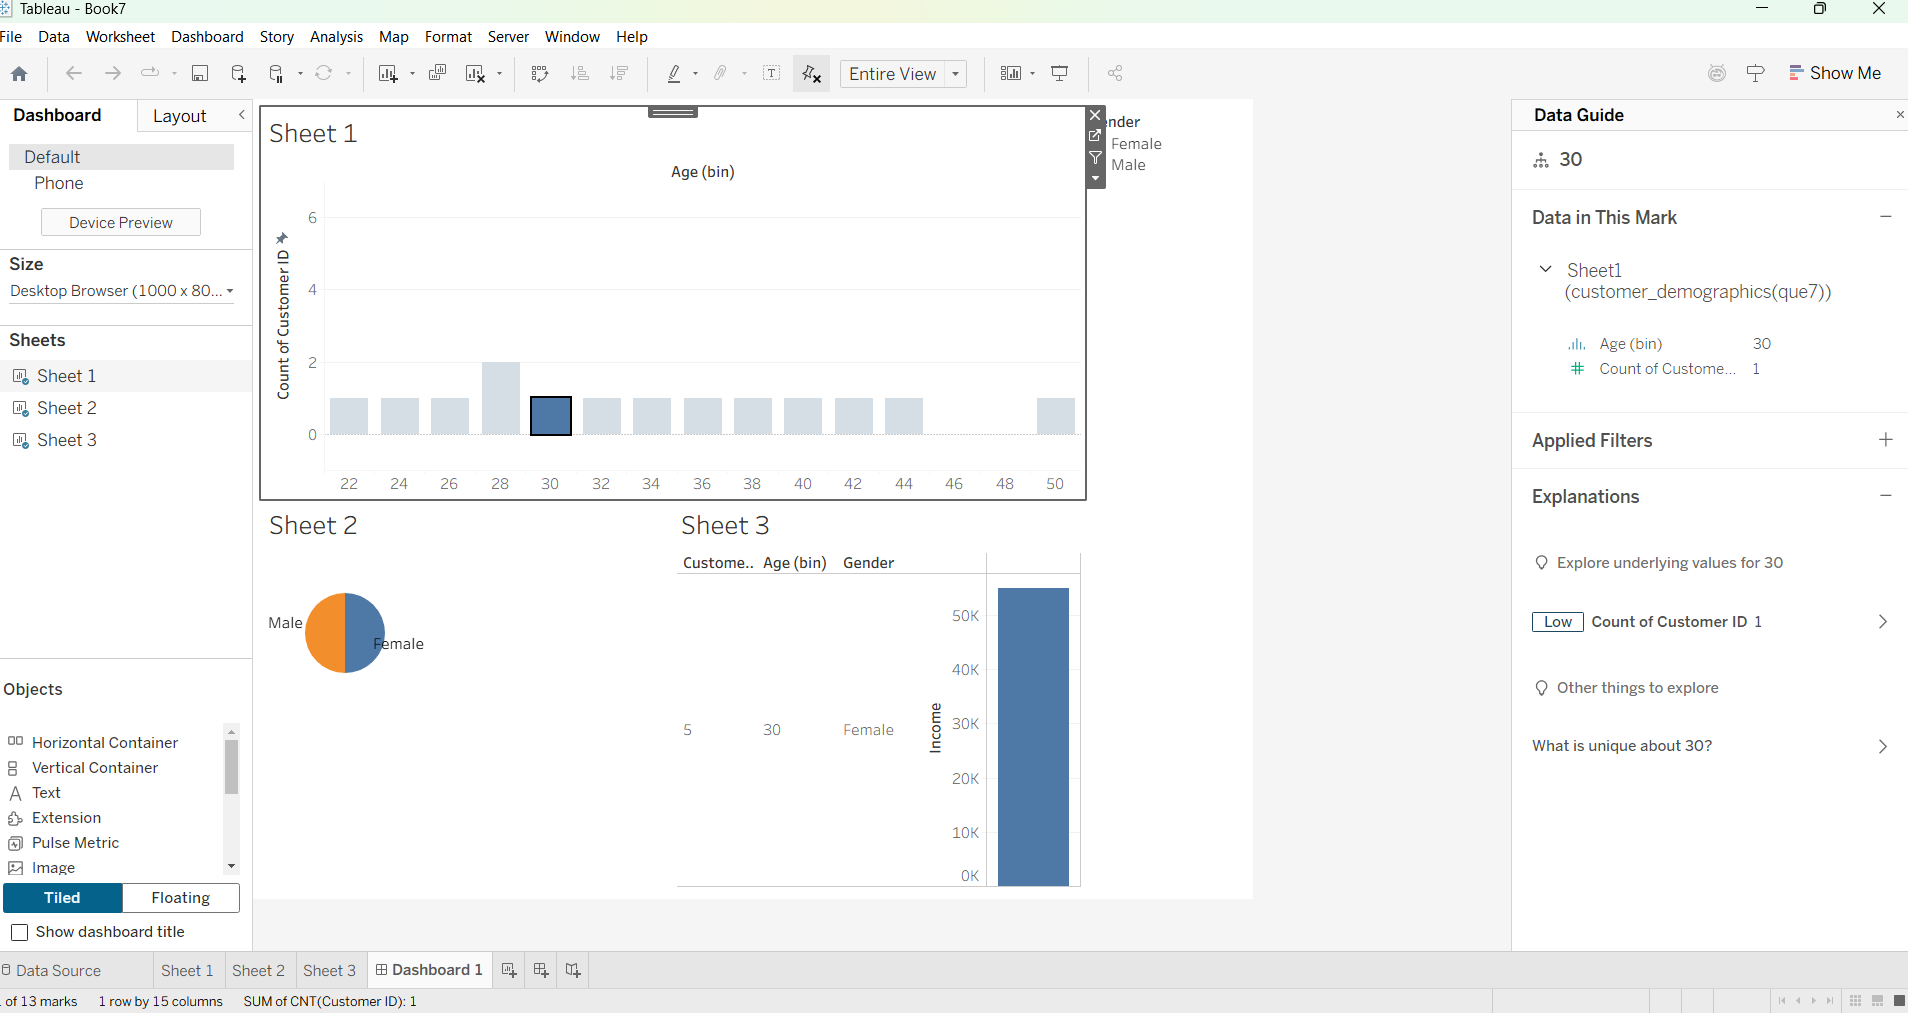 Tableau - Book7
File Data Worksheet Dashboard Story Analysis Map Format Server Window Help
Entire View
Show Me
Dashboard Layout
Default
Phone
Device Preview
Size
Desktop Browser (1000 x 80...
Sheets
Sheet 1
Sheet 2
Sheet 3
Objects
Horizontal Container
Vertical Container
Text
Extension
Pulse Metric
Image
Tiled Floating
Show dashboard title
Sheet 1
Age (bin)
Count of Customer ID
6
4
2
0
22 24 26 28 30 32 34 36 38 40 42 44 46 48 50
ender
Female
Male
Sheet 2
Male
Female
Sheet 3
Custome.. Age (bin) Gender
5 30 Female
Income
50K
40K
30K
20K
10K
0K
Data Guide
30
Data in This Mark
Sheet1
(customer_demographics(que7))
Age (bin) 30
Count of Custome... 1
Applied Filters
Explanations
Explore underlying values for 30
Low Count of Customer ID 1
Other things to explore
What is unique about 30?
Data Source Sheet 1 Sheet 2 Sheet 3 Dashboard 1
of 13 marks 1 row by 15 columns SUM of CNT(Customer ID): 1